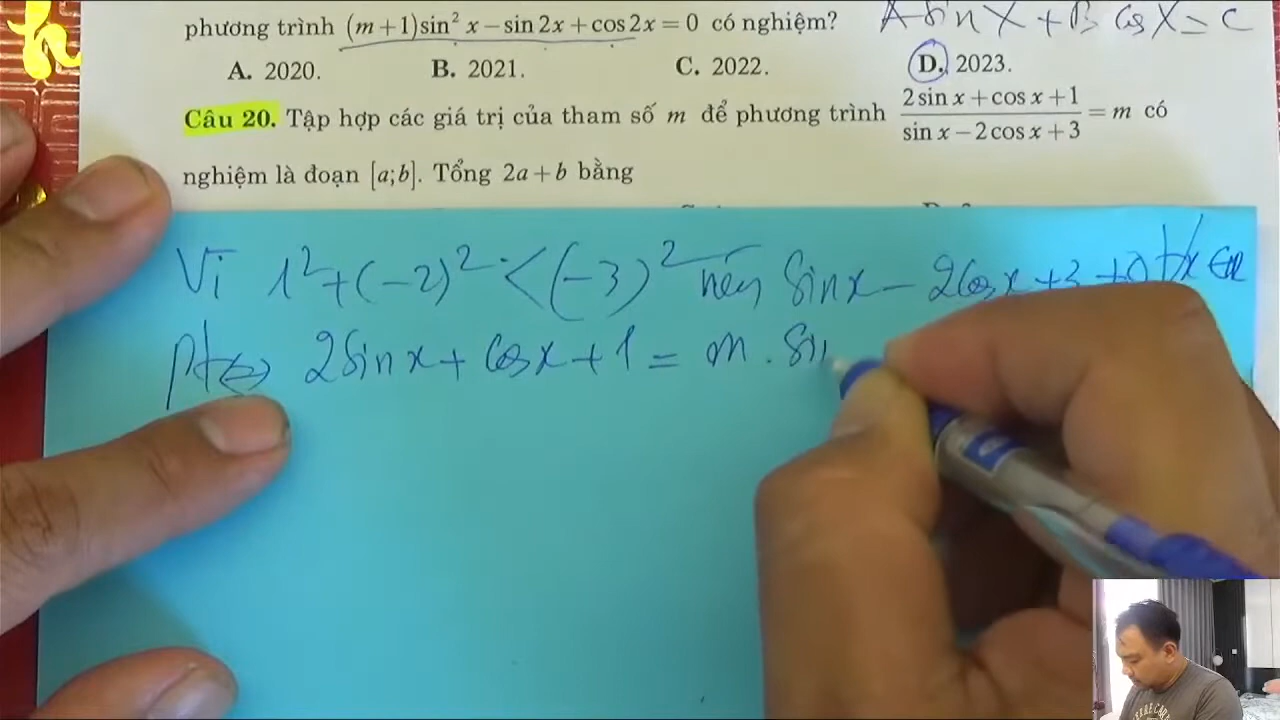 phương trình (m+1)sin² x−sin 2x+cos 2x=0 có nghiệm?
A sin X + B cos X = C
A. 2020. B. 2021. C. 2022. D. 2023.
Câu 20. Tập hợp các giá trị của tham số m để phương trình (2 sin x+cos x+1)/(sin x−2cos x+3) = m có
nghiệm là đoạn [a;b]. Tổng 2a+b bằng
Vì 1²+(−2)² < (−3)² nên sin x − 2cos x+3 ≠0 ∀x ∈R
pt⇔ 2sin x + cos x + 1 = m . Sin